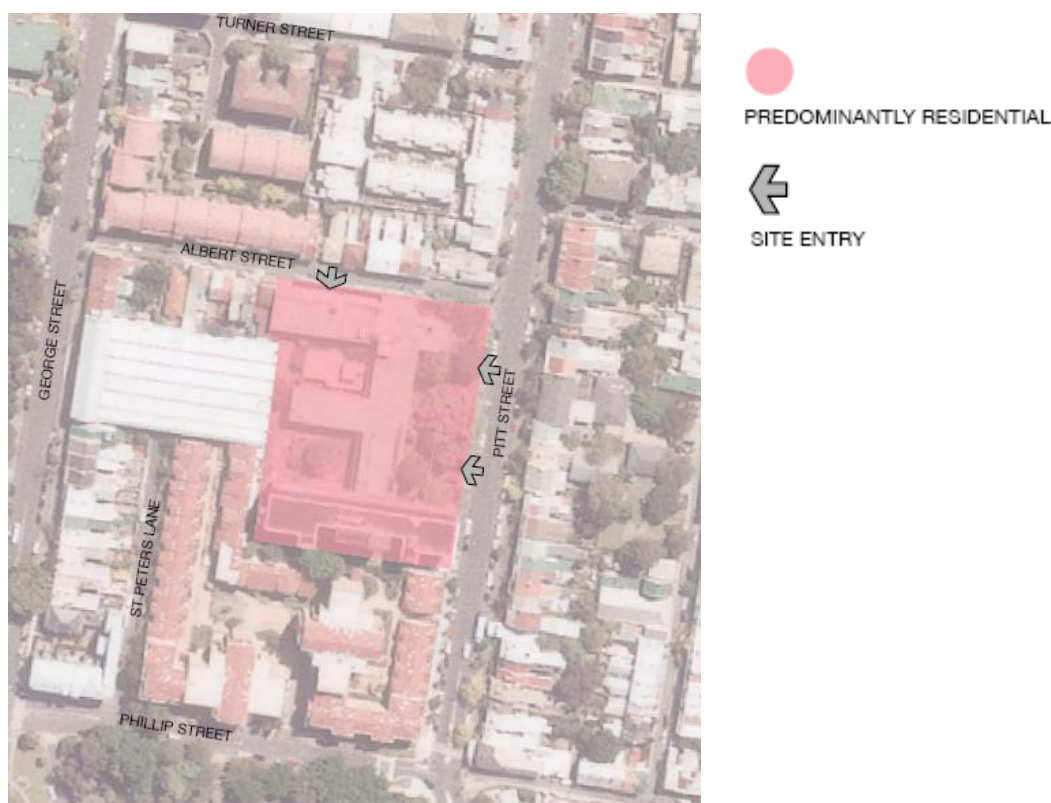 TURNER STREET
PREDOMINANTLY RESIDENTIAL
SITE ENTRY
ALBERT STREET
GEORGE STREET
PITT STREET
ST PETERS LANE
PHILLIP STREET